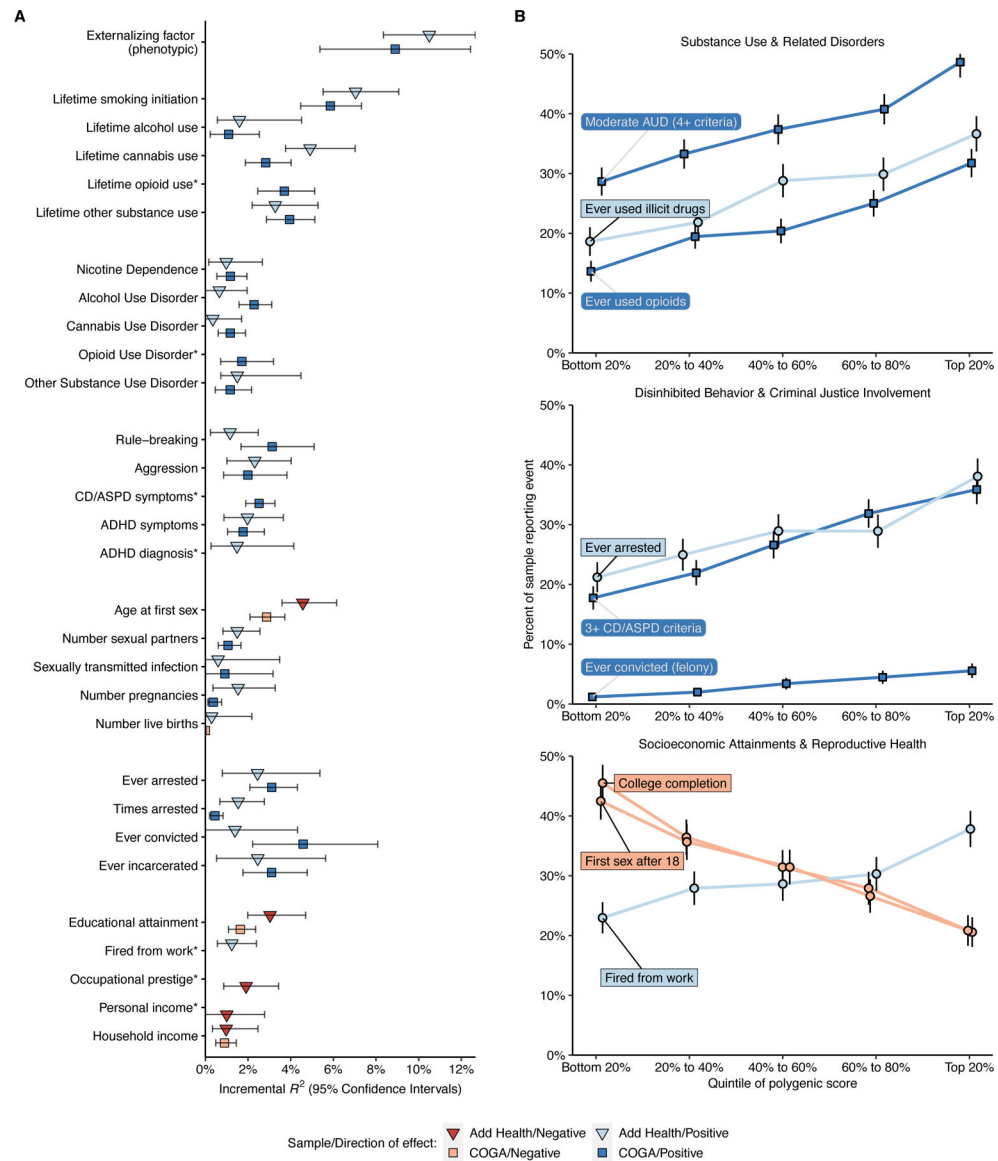 A
Externalizing factor
(phenotypic)
Lifetime smoking initiation
Lifetime alcohol use
Lifetime cannabis use
Lifetime opioid use*
Lifetime other substance use
Nicotine Dependence
Alcohol Use Disorder
Cannabis Use Disorder
Opioid Use Disorder*
Other Substance Use Disorder
Rule−breaking
Aggression
CD/ASPD symptoms*
ADHD symptoms
ADHD diagnosis*
Age at first sex
Number sexual partners
Sexually transmitted infection
Number pregnancies
Number live births
Ever arrested
Times arrested
Ever convicted
Ever incarcerated
Educational attainment
Fired from work*
Occupational prestige*
Personal income*
Household income
0% 2% 4% 6% 8% 10% 12%
Incremental R² (95% Confidence Intervals)
B
Substance Use & Related Disorders
50%
40%
30%
20%
10%
0%
Moderate AUD (4+ criteria)
Ever used illicit drugs
Ever used opioids
Bottom 20% 20% to 40% 40% to 60% 60% to 80% Top 20%
Percent of sample reporting event
Disinhibited Behavior & Criminal Justice Involvement
50%
40%
30%
20%
10%
0%
Ever arrested
3+ CD/ASPD criteria
Ever convicted (felony)
Bottom 20% 20% to 40% 40% to 60% 60% to 80% Top 20%
Socioeconomic Attainments & Reproductive Health
50%
40%
30%
20%
10%
0%
College completion
First sex after 18
Fired from work
Bottom 20% 20% to 40% 40% to 60% 60% to 80% Top 20%
Quintile of polygenic score
Sample/Direction of effect:
Add Health/Negative
Add Health/Positive
COGA/Negative
COGA/Positive